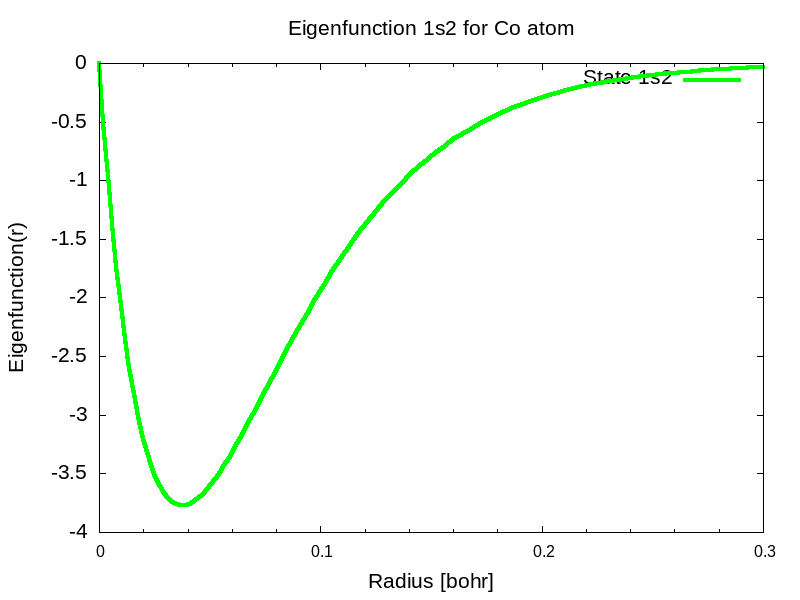 Eigenfunction 1s2 for Co atom
State 1s2
0
-0.5
-1
-1.5
-2
-2.5
-3
-3.5
-4
Eigenfunction(r)
0 0.1 0.2 0.3
Radius [bohr]